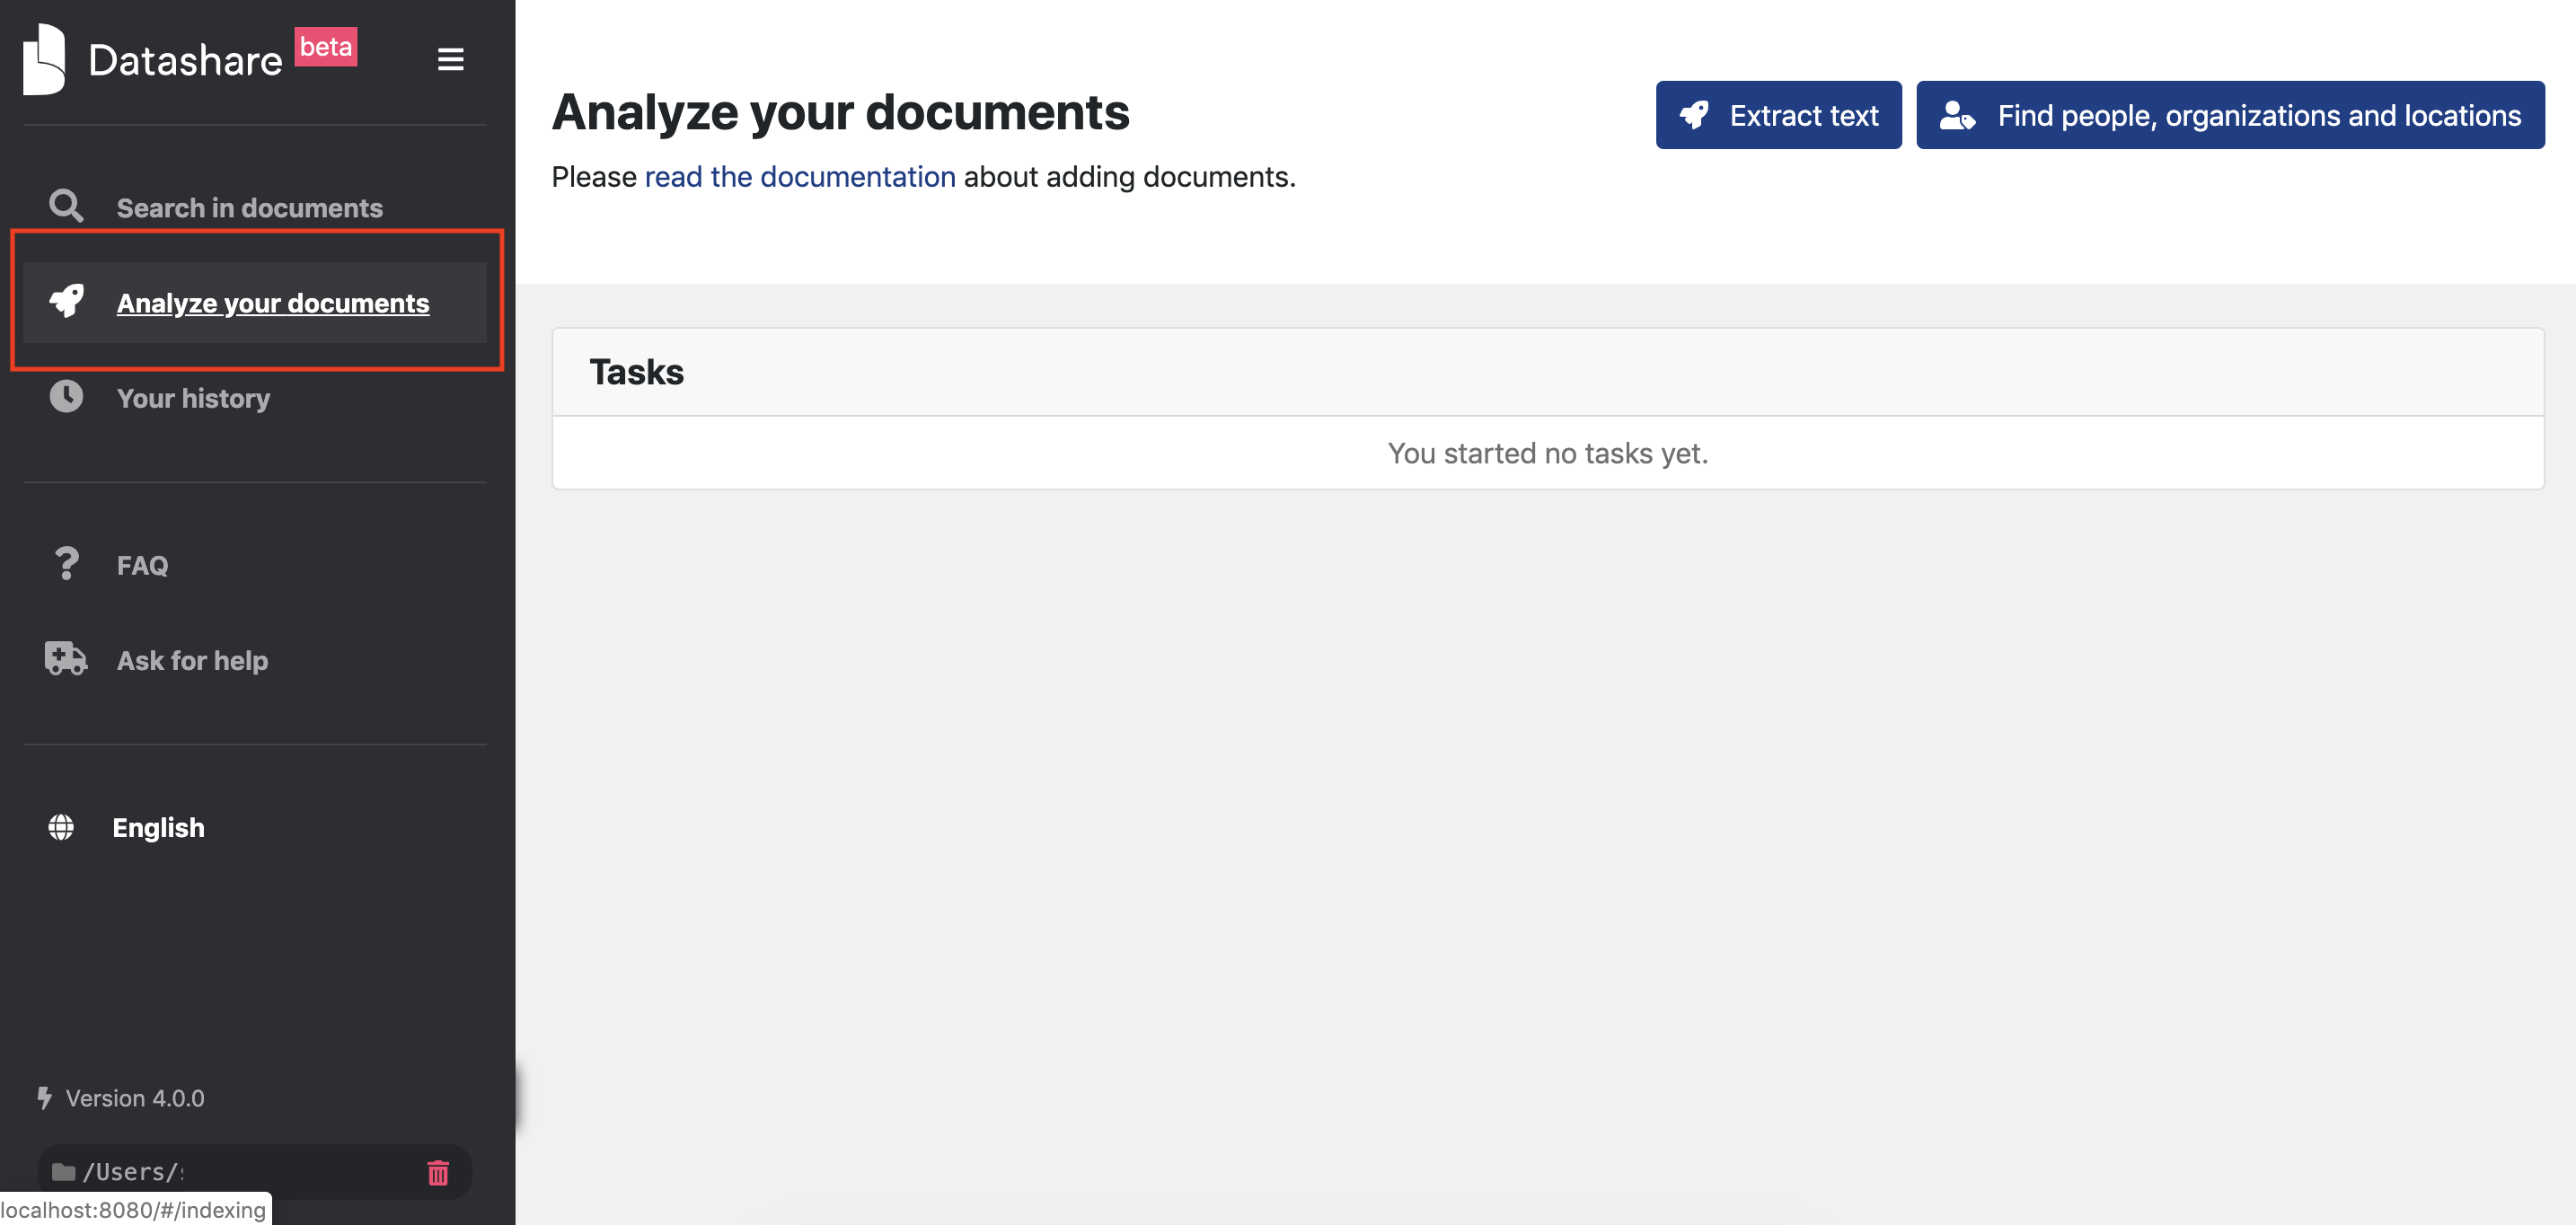 Datashare beta
Search in documents
Analyze your documents
Your history
FAQ
Ask for help
English
Version 4.0.0
/Users/
localhost:8080/#/indexing
Analyze your documents
Please read the documentation about adding documents.
Extract text
Find people, organizations and locations
Tasks
You started no tasks yet.